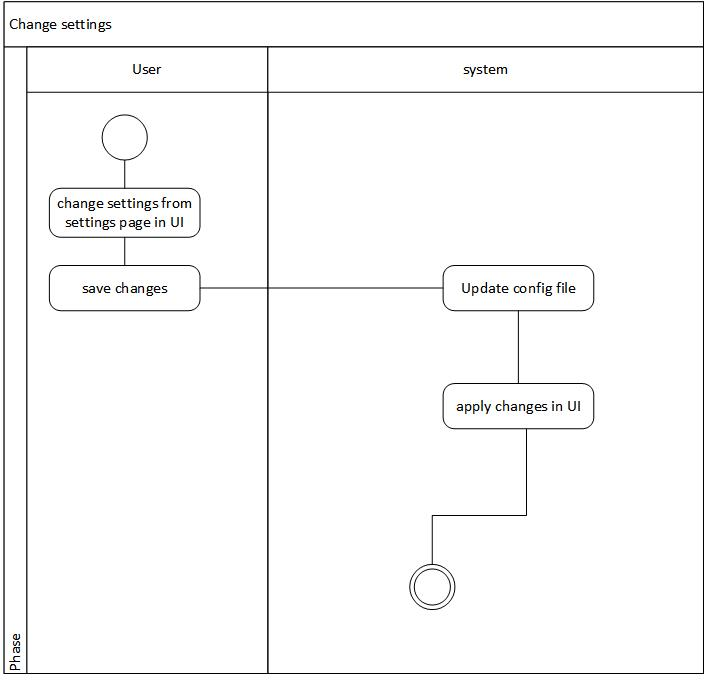 Change settings
User
system
change settings from
settings page in UI
save changes
Update config file
apply changes in UI
Phase